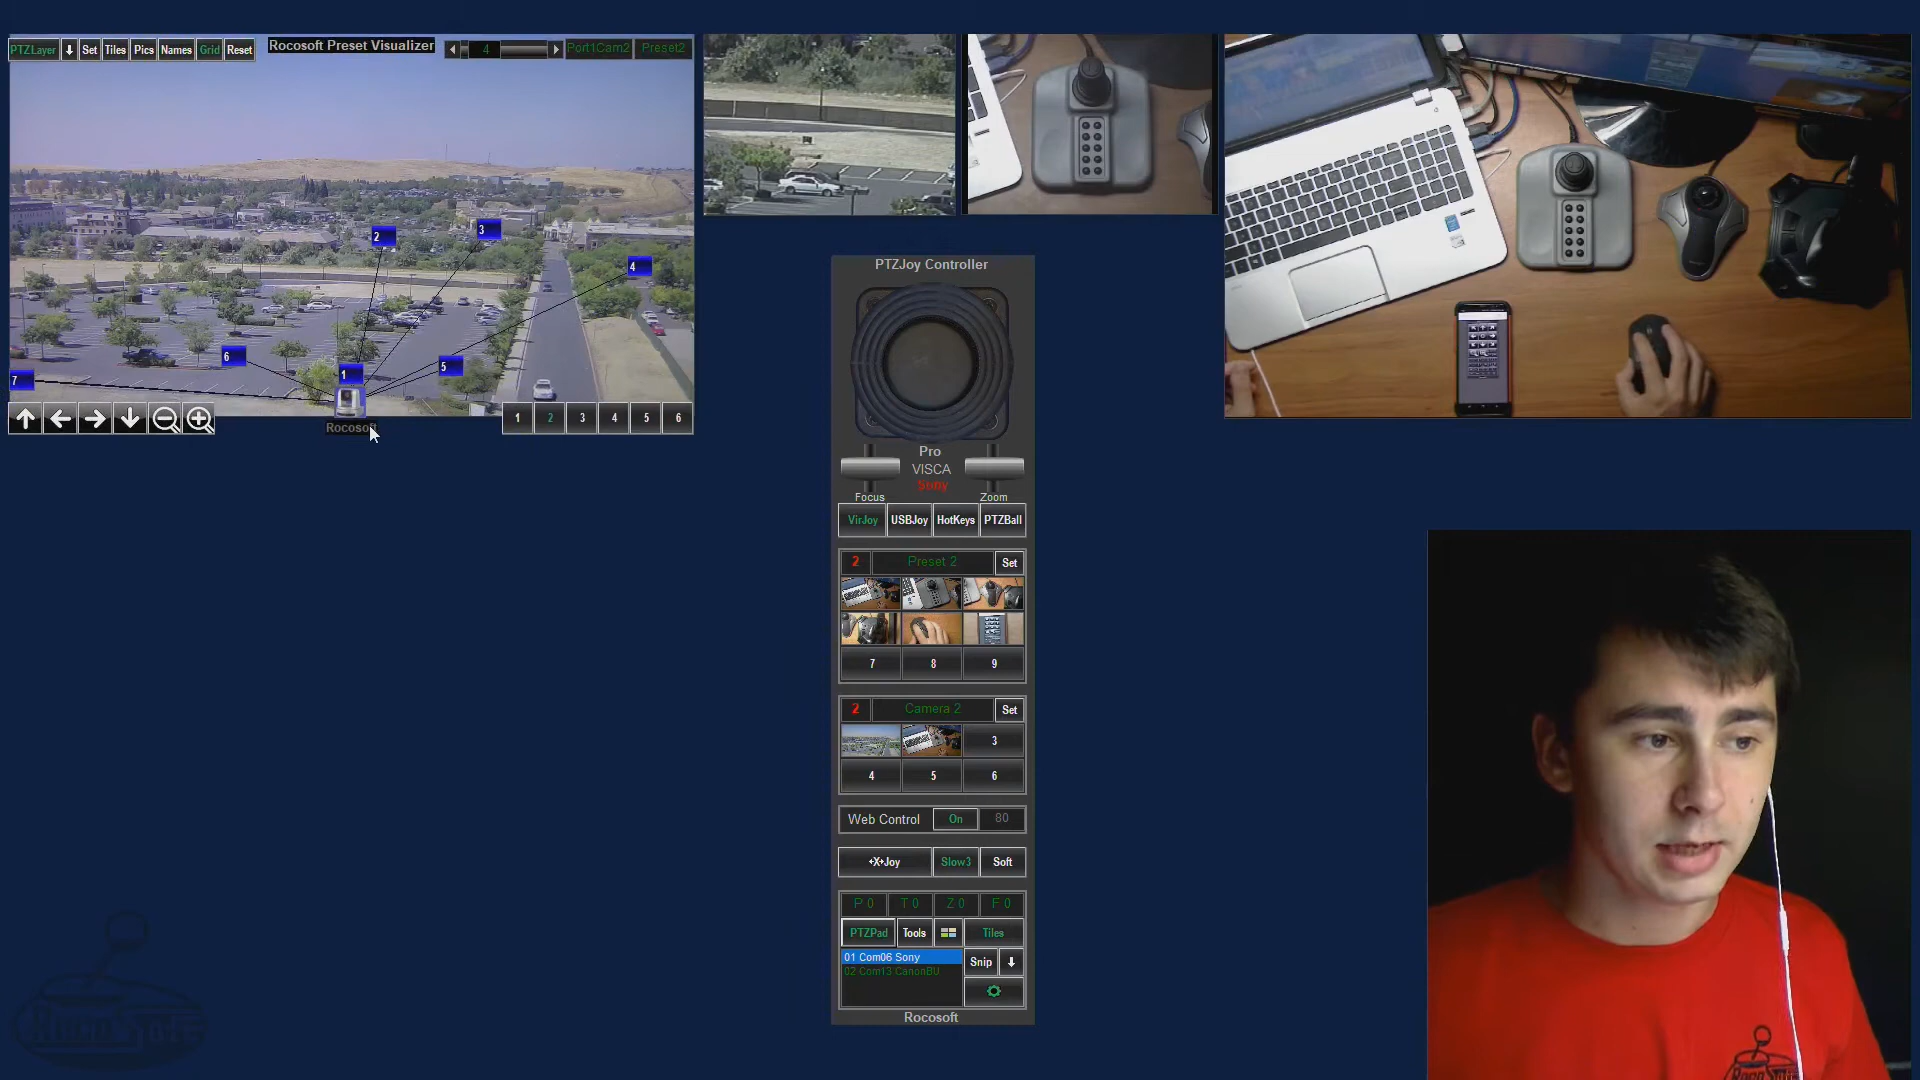 PTZLayer Set Tiles Pics Names Grid Reset
Rocosoft Preset Visualizer
4
Port1Cam2 Preset2
2
3
4
6
1
5
7
Rocosoft
1 2 3 4 5 6
PTZJoy Controller
Pro
VISCA
Sony
Focus
Zoom
VirJoy USBJoy HotKeys PTZBall
2 Preset 2 Set
7 8 9
2 Camera 2 Set
3
4 5 6
Web Control On 80
+X+Joy Slow3 Soft
P 0 T 0 Z 0 F 0
PTZPad Tools Tiles
01 Com06 Sony
02 Com13 CanonBU
Snip
Rocosoft